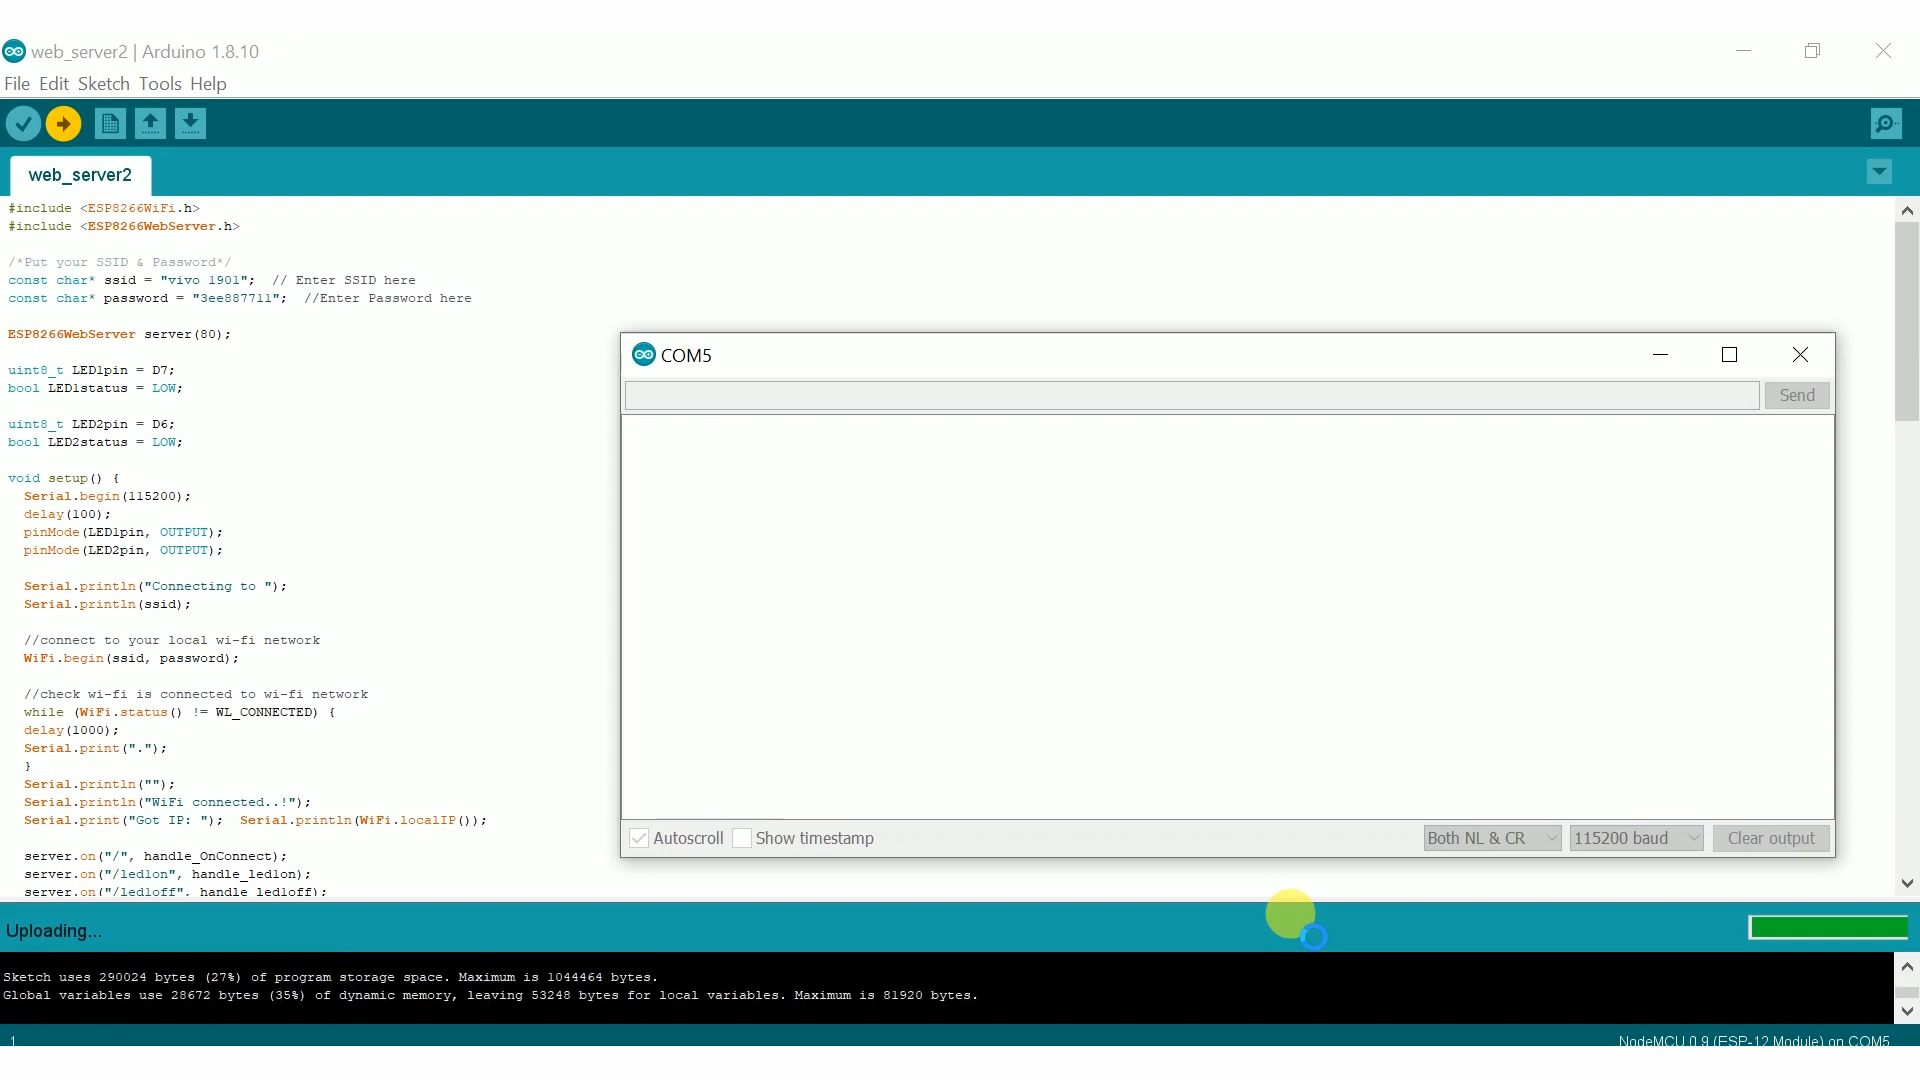 web_server2 | Arduino 1.8.10
File Edit Sketch Tools Help
web_server2
#include <ESP8266WiFi.h>
#include <ESP8266WebServer.h>
/*Put your SSID & Password*/
const char* ssid = "vivo 1901";  // Enter SSID here
const char* password = "3ee887711";  //Enter Password here
ESP8266WebServer server(80);
uint8_t LED1pin = D7;
bool LED1status = LOW;
uint8_t LED2pin = D6;
bool LED2status = LOW;
void setup() {
Serial.begin(115200);
delay(100);
pinMode(LED1pin, OUTPUT);
pinMode(LED2pin, OUTPUT);
Serial.println("Connecting to ");
Serial.println(ssid);
//connect to your local wi-fi network
WiFi.begin(ssid, password);
//check wi-fi is connected to wi-fi network
while (WiFi.status() != WL_CONNECTED) {
delay(1000);
Serial.print(".");
}
Serial.println("");
Serial.println("WiFi connected..!");
Serial.print("Got IP: ");  Serial.println(WiFi.localIP());
server.on("/", handle_OnConnect);
server.on("/led1on", handle_led1on);
server.on("/led1off", handle_led1off);
COM5
Send
Autoscroll Show timestamp
Both NL & CR 115200 baud Clear output
Uploading...
Sketch uses 290024 bytes (27%) of program storage space. Maximum is 1044464 bytes.
Global variables use 28672 bytes (35%) of dynamic memory, leaving 53248 bytes for local variables. Maximum is 81920 bytes.
1
NodeMCU 0.9 (ESP-12 Module) on COM5